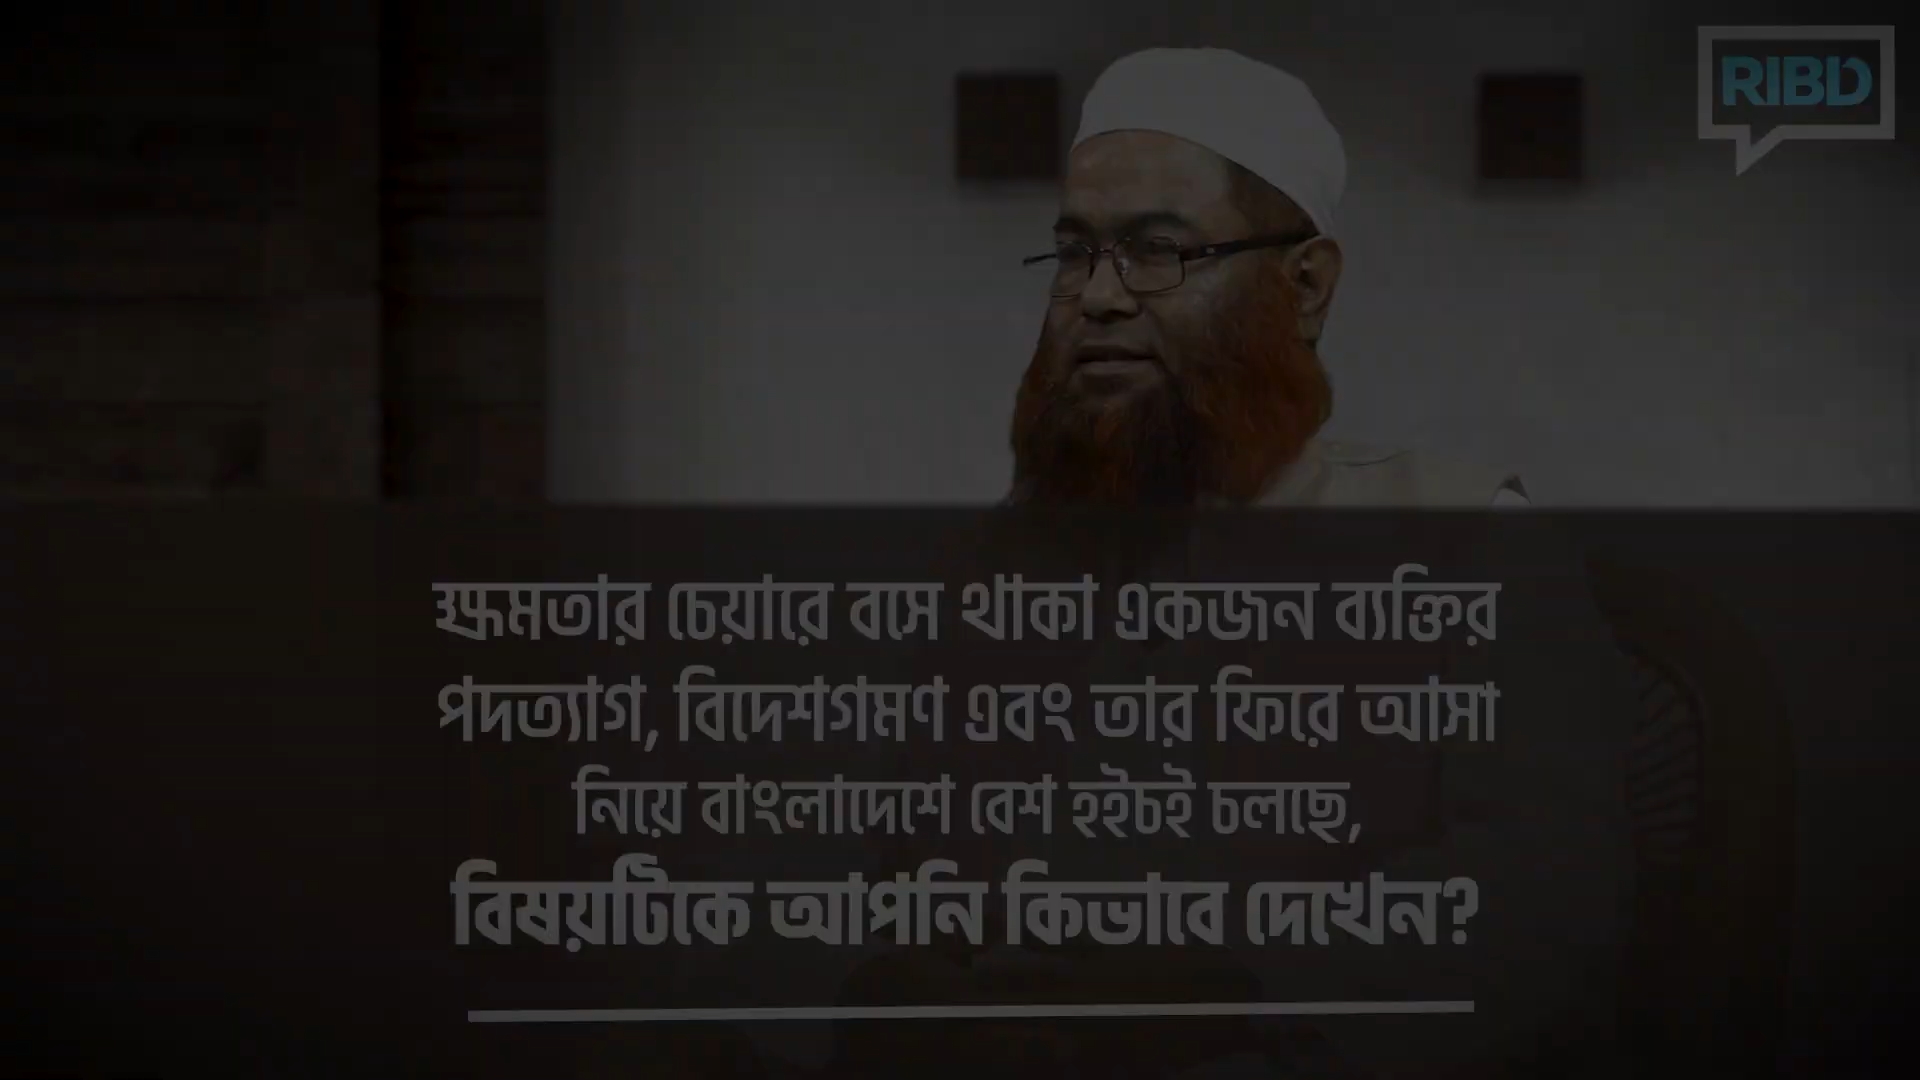 RIBD
ক্ষমতার চেয়ারে বসে থাকা একজন ব্যক্তির
পদত্যাগ, বিদেশগমণ এবং তার ফিরে আসা
নিয়ে বাংলাদেশে বেশ হইচই চলছে,
বিষয়টিকে আপনি কিভাবে দেখেন?